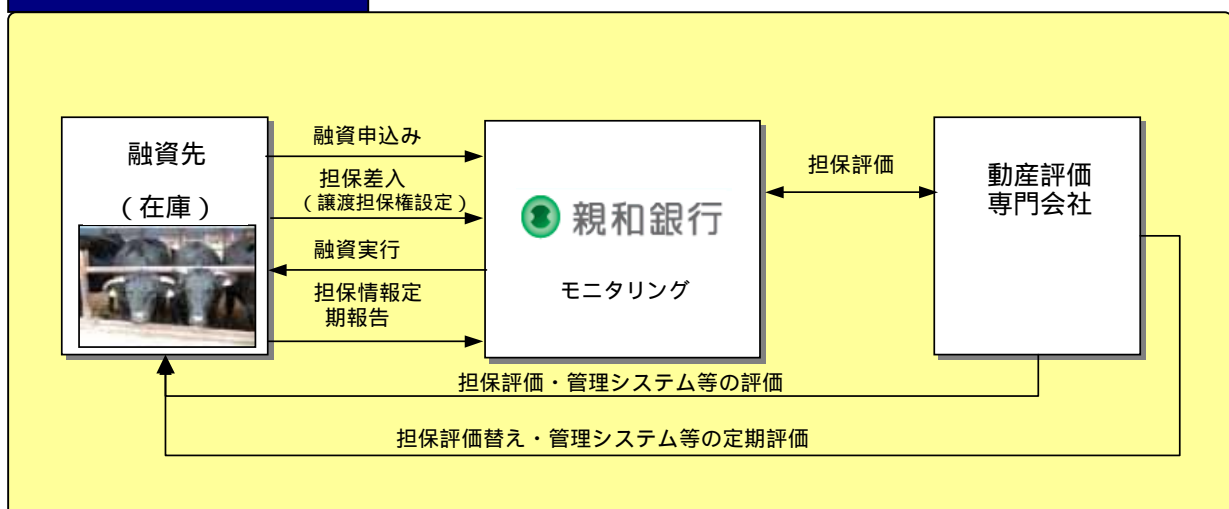 融資先
(在庫)
融資申込み
担保差入
(譲渡担保権設定)
融資実行
担保情報定
期報告
親和銀行
モニタリング
担保評価
動産評価
専門会社
担保評価・管理システム等の評価
担保評価替え・管理システム等の定期評価